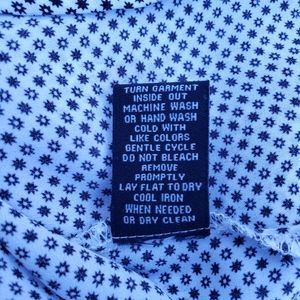 TURN GARMENT
INSIDE OUT
MACHINE WASH
OR HAND WASH
COLD WITH
LIKE COLORS
GENTLE CYCLE
DO NOT BLEACH
REMOVE
PROMPTLY
LAY FLAT TO DRY
COOL IRON
WHEN NEEDED
OR DRY CLEAN